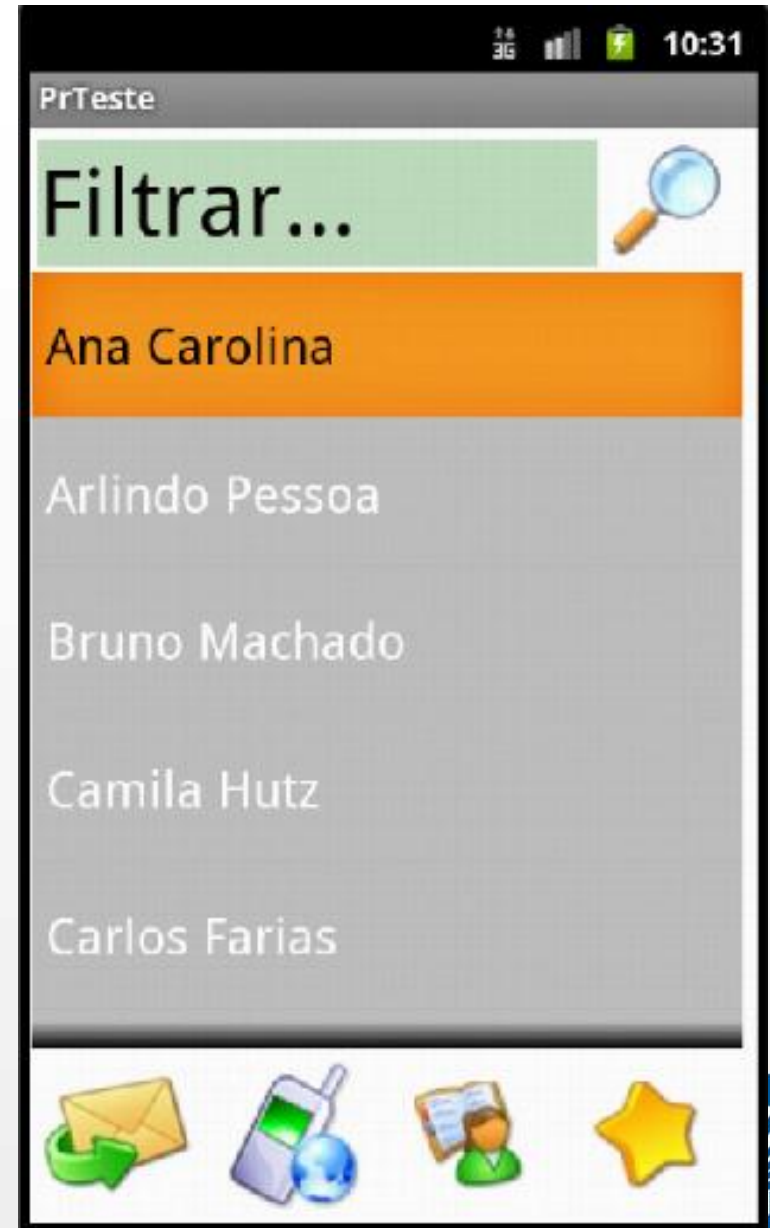 3G 10:31
PrTeste
Filtrar...
Ana Carolina
Arlindo Pessoa
Bruno Machado
Camila Hutz
Carlos Farias